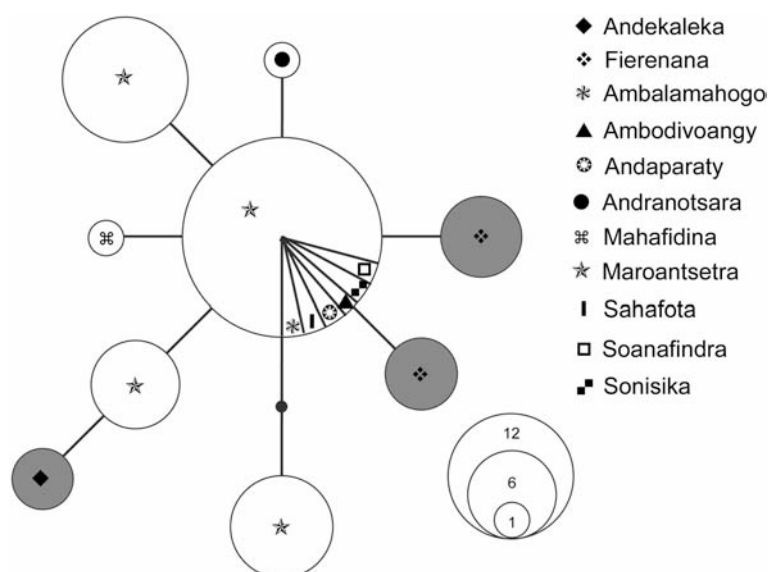 Andekaleka
Fierenana
Ambalamahogo
Ambodivoangy
Andaparaty
Andranotsara
Mahafidina
Maroantsetra
Sahafota
Soanafindra
Sonisika
12
6
1